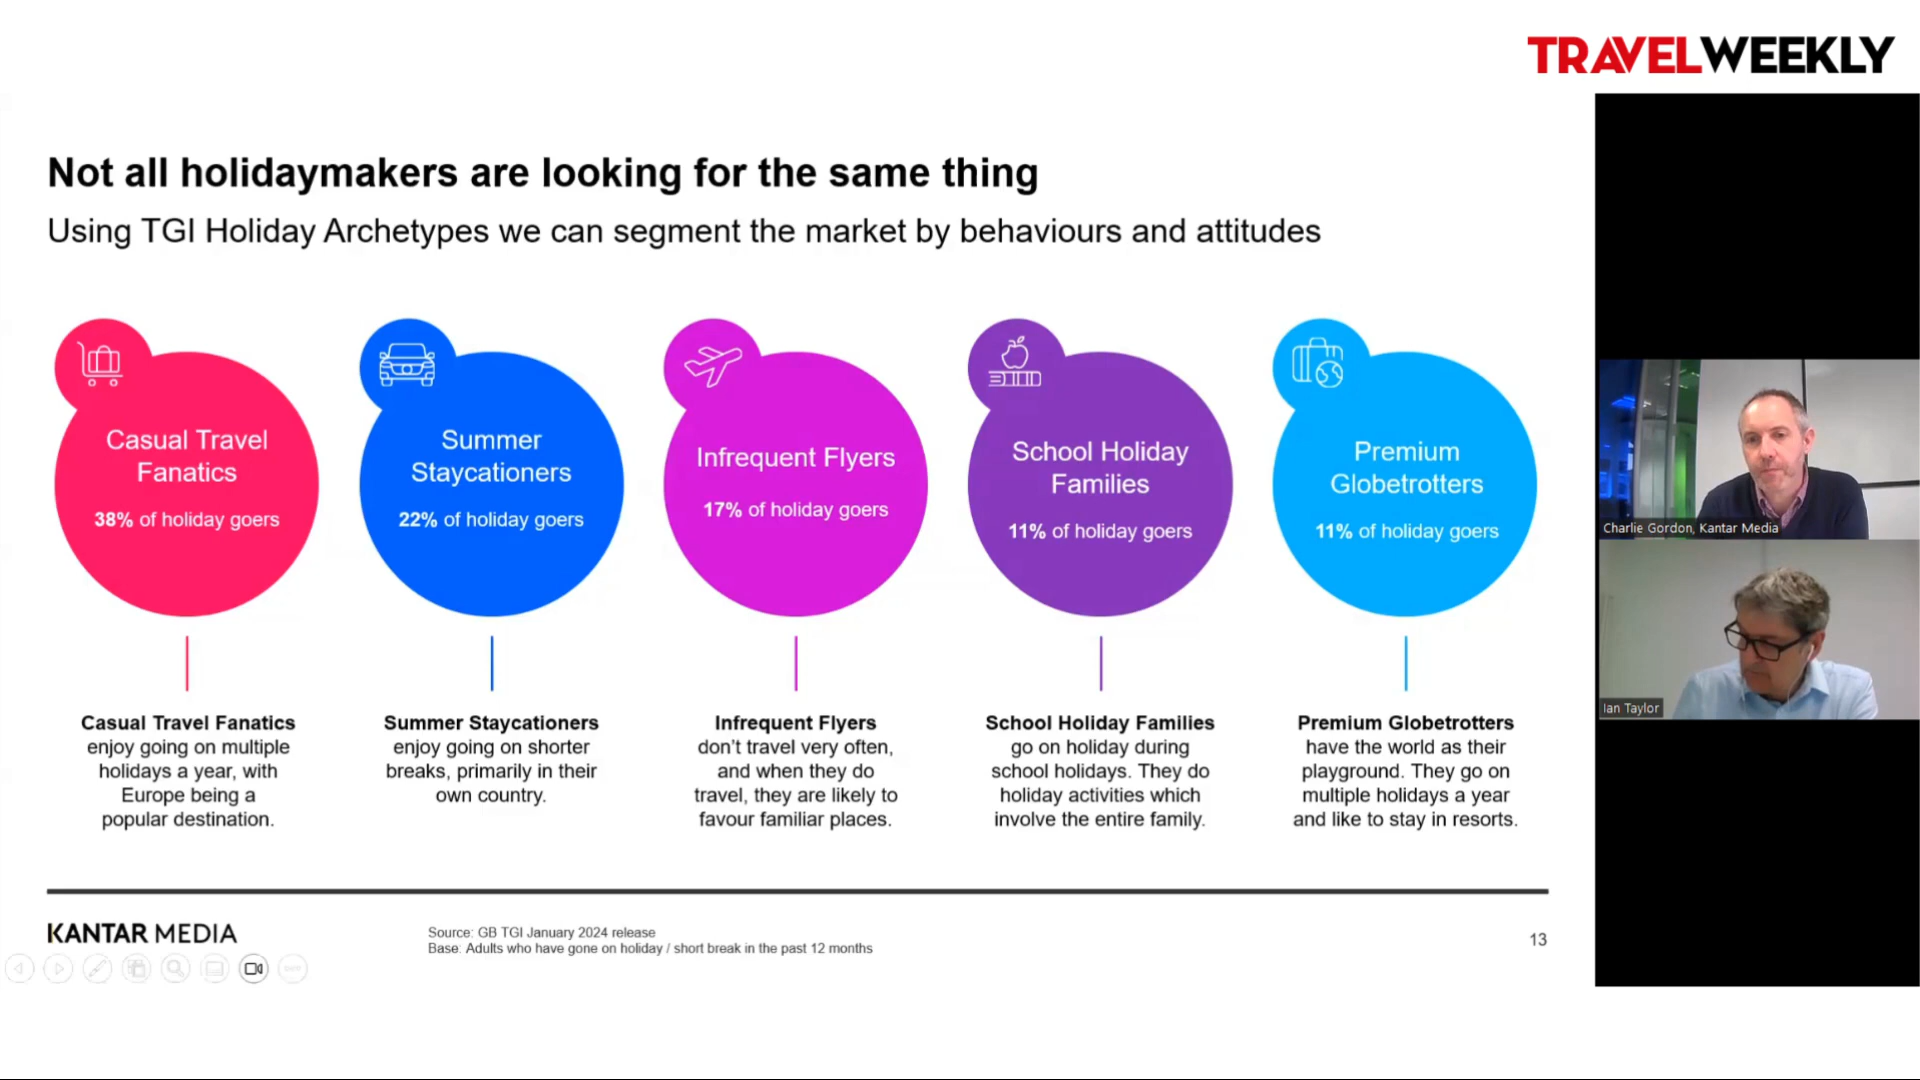 TRAVELWEEKLY
Not all holidaymakers are looking for the same thing
Using TGI Holiday Archetypes we can segment the market by behaviours and attitudes
Casual Travel
Fanatics
38% of holiday goers
Summer
Staycationers
22% of holiday goers
Infrequent Flyers
17% of holiday goers
School Holiday
Families
11% of holiday goers
Premium
Globetrotters
11% of holiday goers
Casual Travel Fanatics
enjoy going on multiple
holidays a year, with
Europe being a
popular destination.
Summer Staycationers
enjoy going on shorter
breaks, primarily in their
own country.
Infrequent Flyers
don’t travel very often,
and when they do
travel, they are likely to
favour familiar places.
School Holiday Families
go on holiday during
school holidays. They do
holiday activities which
involve the entire family.
Premium Globetrotters
have the world as their
playground. They go on
multiple holidays a year
and like to stay in resorts.
Charlie Gordon, Kantar Media
Ian Taylor
KANTAR MEDIA
Source: GB TGI January 2024 release
Base: Adults who have gone on holiday / short break in the past 12 months
13